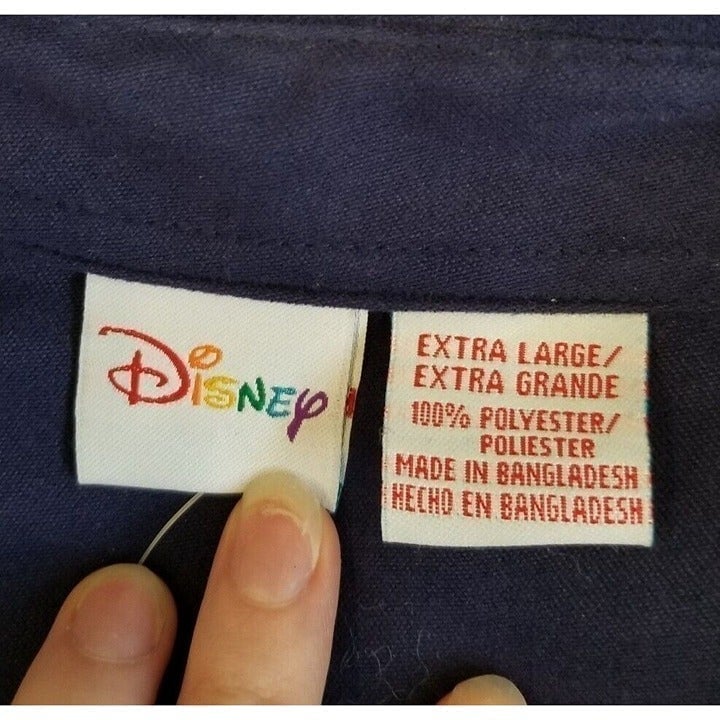 Disney
EXTRA LARGE/
EXTRA GRANDE
100% POLYESTER/
POLIESTER
MADE IN BANGLADESH
HECHO EN BANGLADESH